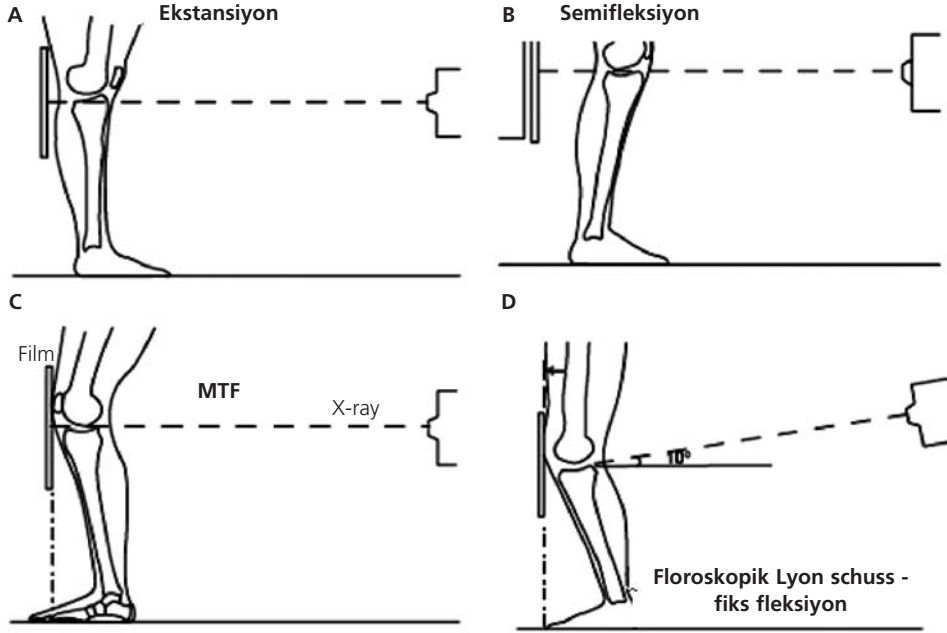 A
Ekstansiyon
B
Semifleksiyon
C
Film
MTF
X-ray
D
10°
Floroskopik Lyon schuss -
fiks fleksiyon